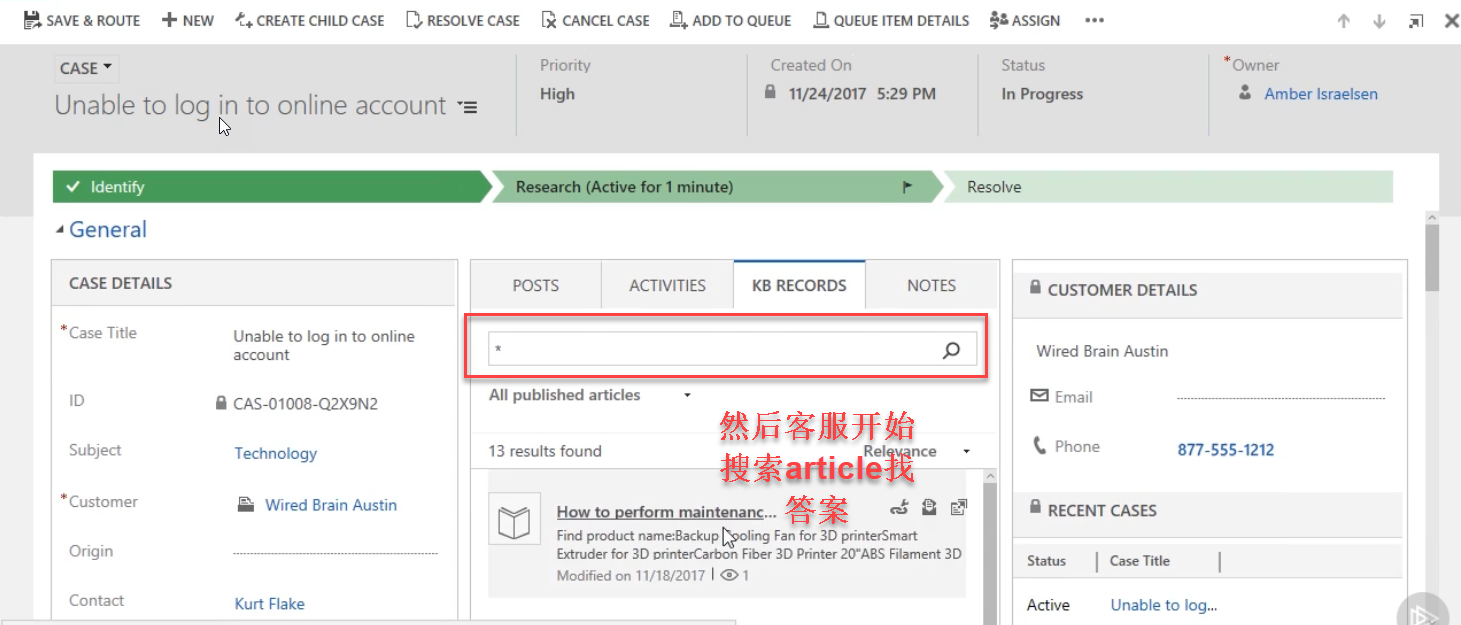 SAVE & ROUTE NEW CREATE CHILD CASE RESOLVE CASE CANCEL CASE ADD TO QUEUE QUEUE ITEM DETAILS ASSIGN •••
CASE
Unable to log in to online account
Priority
High
Created On
11/24/2017 5:29 PM
Status
In Progress
*Owner
Amber Israelsen
Identify
Research (Active for 1 minute)
Resolve
General
CASE DETAILS
*Case Title
Unable to log in to online
account
ID
CAS-01008-Q2X9N2
Subject
Technology
*Customer
Wired Brain Austin
Origin
Contact
Kurt Flake
POSTS ACTIVITIES KB RECORDS NOTES
*
All published articles
13 results found
Relevance
然后客服开始
搜索article找
答案
How to perform maintenanc...
Find product name:Backup Cooling Fan for 3D printerSmart
Extruder for 3D printerCarbon Fiber 3D Printer 20"ABS Filament 3D
Modified on 11/18/2017 | 1
CUSTOMER DETAILS
Wired Brain Austin
Email
Phone
877-555-1212
RECENT CASES
Status Case Title
Active Unable to log...